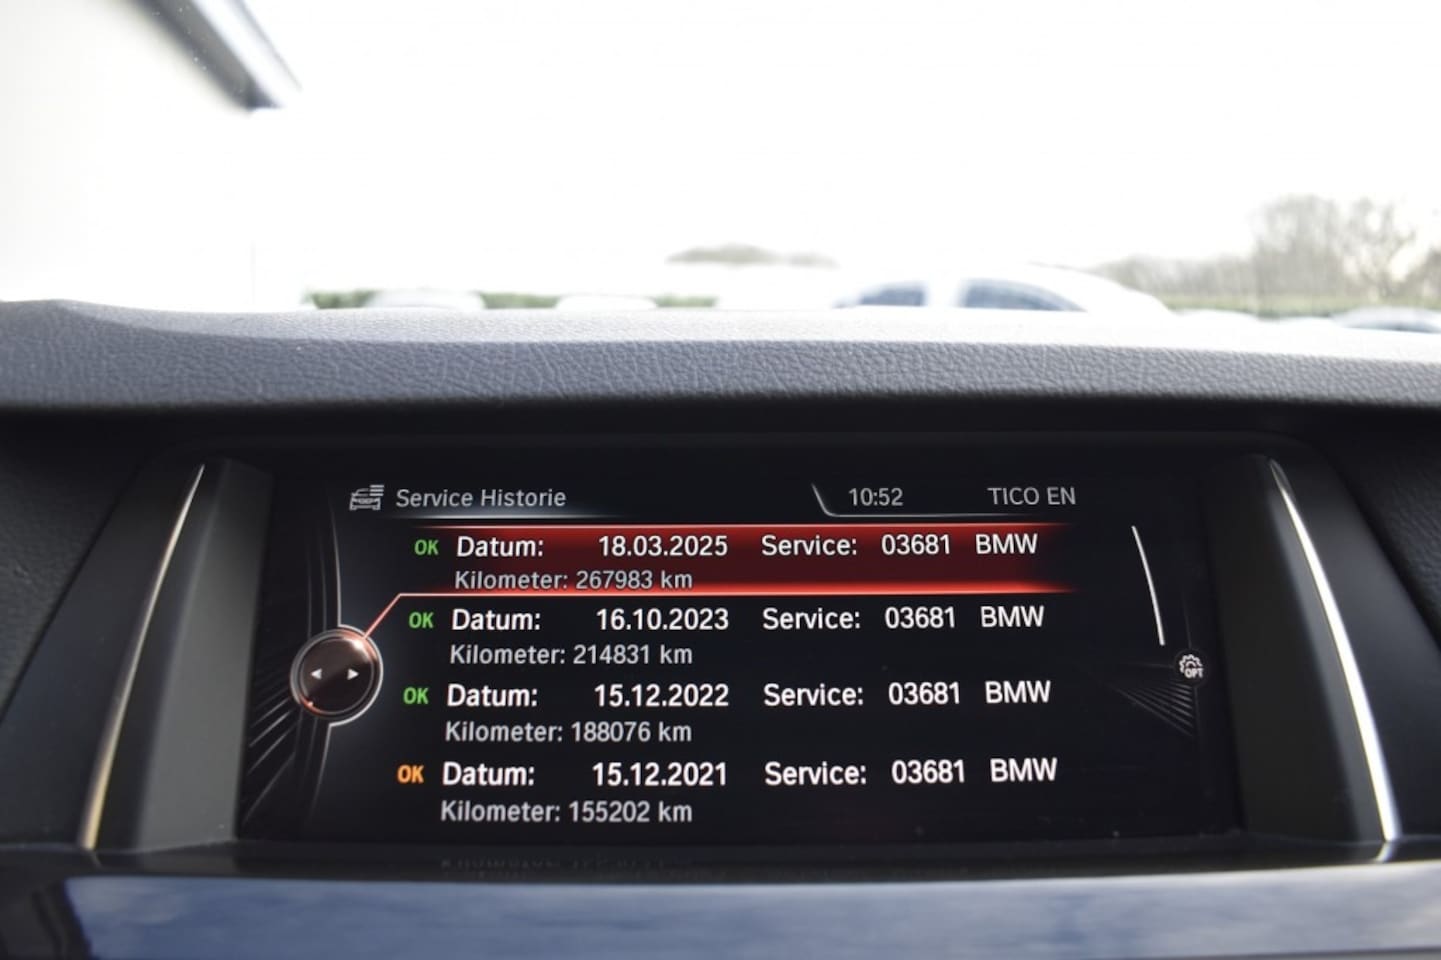 Service Historie 10:52 TICO EN
OK Datum: 18.03.2025 Service: 03681 BMW
Kilometer: 267983 km
OK Datum: 16.10.2023 Service: 03681 BMW
Kilometer: 214831 km
OK Datum: 15.12.2022 Service: 03681 BMW
Kilometer: 188076 km
OPT
OK Datum: 15.12.2021 Service: 03681 BMW
Kilometer: 155202 km